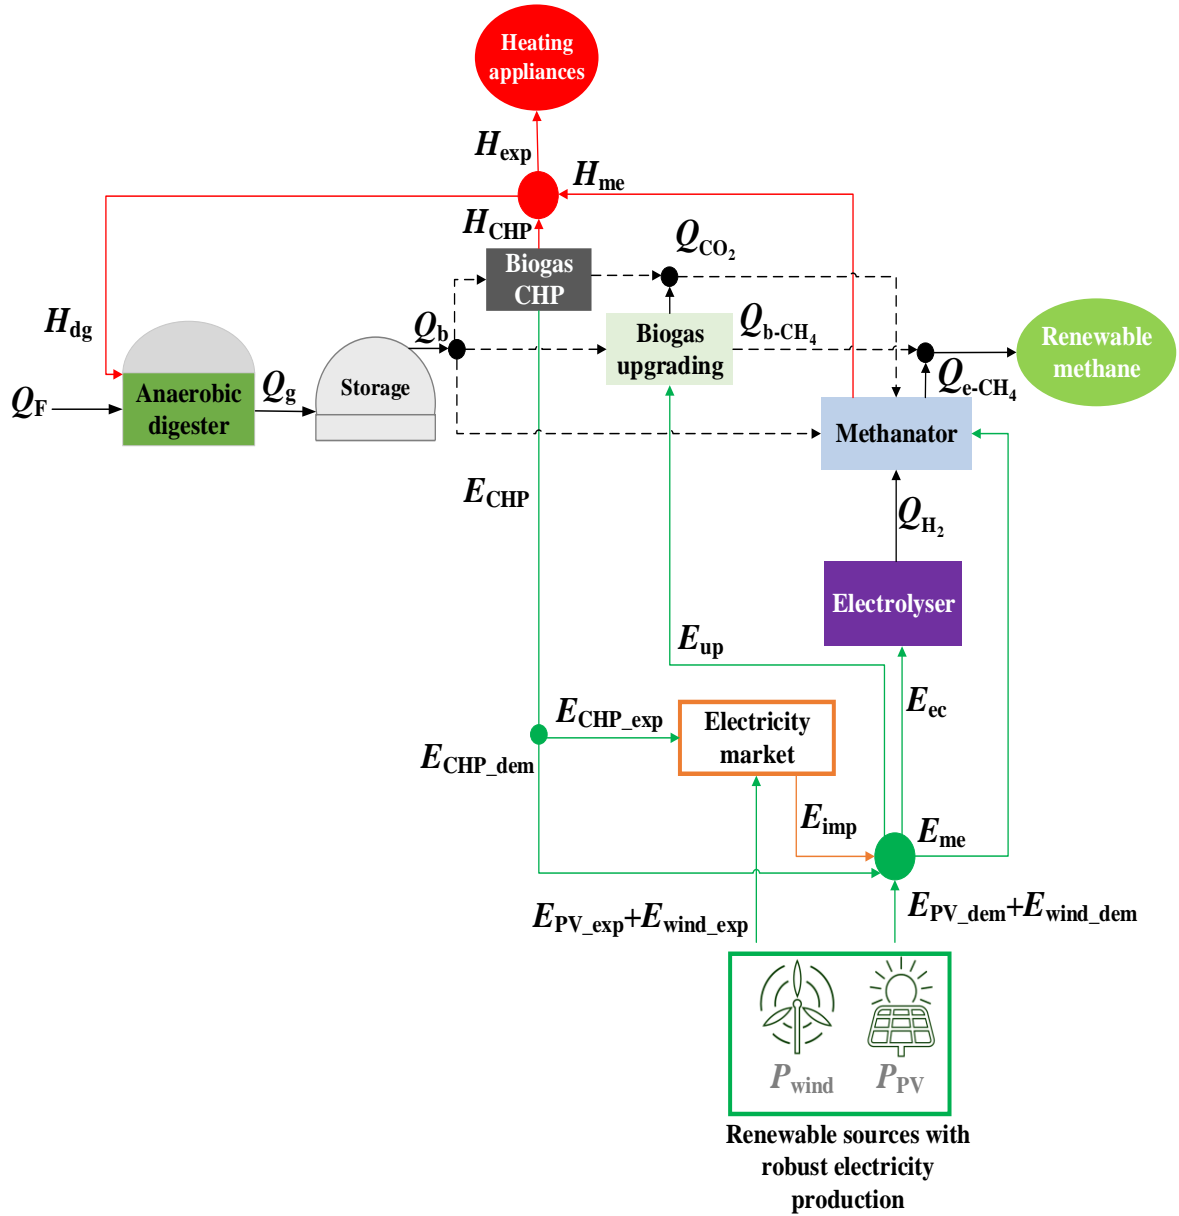 Heating
appliances
H_exp
H_me
H_CHP
Q_CO₂
Biogas
CHP
H_dg
Q_b
Biogas
upgrading
Q_b-CH₄
Renewable
methane
Q_F
Anaerobic
digester
Q_g
Storage
Q_e-CH₄
Methanator
E_CHP
Q_H₂
Electrolyser
E_up
E_ec
E_CHP_exp
Electricity
market
E_CHP_dem
E_imp
E_me
E_PV_exp+E_wind_exp
E_PV_dem+E_wind_dem
P_wind
P_PV
Renewable sources with
robust electricity
production